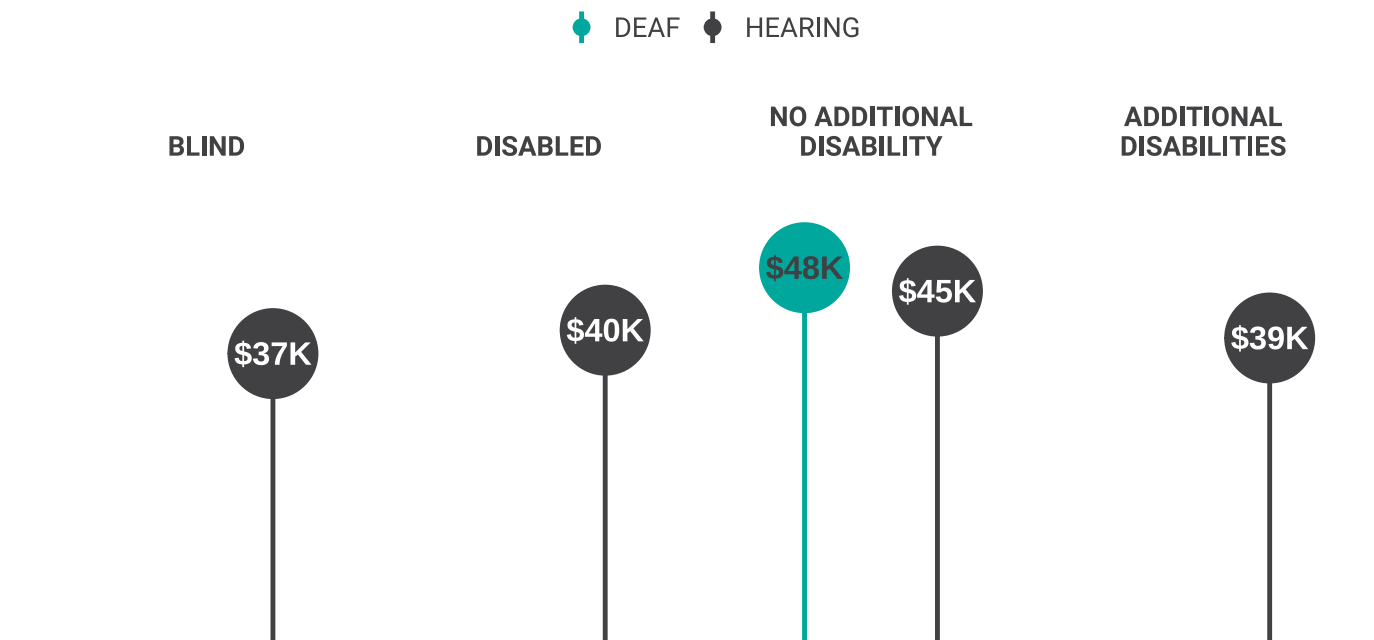 DEAF HEARING
BLIND
DISABLED
NO ADDITIONAL
DISABILITY
ADDITIONAL
DISABILITIES
$37K
$40K
$48K
$45K
$39K